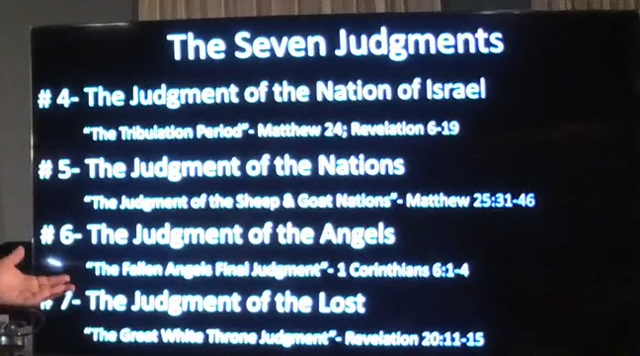 The Seven Judgments
# 4- The Judgment of the Nation of Israel
"The Tribulation Period"- Matthew 24; Revelation 6-19
# 5- The Judgment of the Nations
"The Judgment of the Sheep & Goat Nations"- Matthew 25:31-46
# 6- The Judgment of the Angels
"The Fallen Angels Final Judgment"- 1 Corinthians 6:1-4
# 7- The Judgment of the Lost
"The Great White Throne Judgment"- Revelation 20:11-15